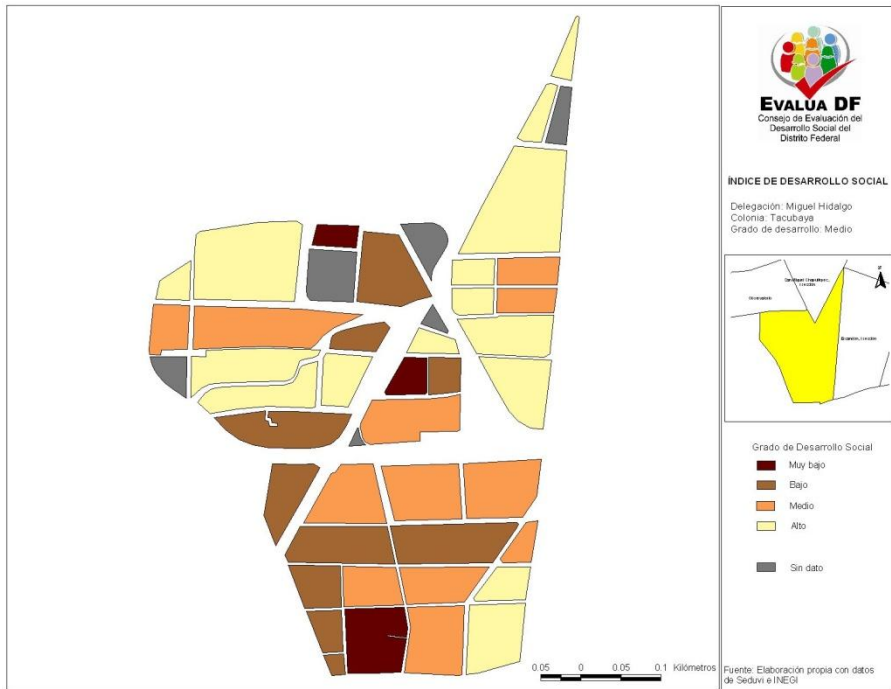 EVALUA DF
Consejo de Evaluación del
Desarrollo Social del
Distrito Federal
ÍNDICE DE DESARROLLO SOCIAL
Delegación: Miguel Hidalgo
Colonia: Tacubaya
Grado de desarrollo: Medio
Grado de Desarrollo Social
Muy bajo
Bajo
Medio
Alto
Sin dato
0.05 0 0.05 0.1 Kilómetros
Fuente: Elaboración propia con datos
de Seduvi e INEGI